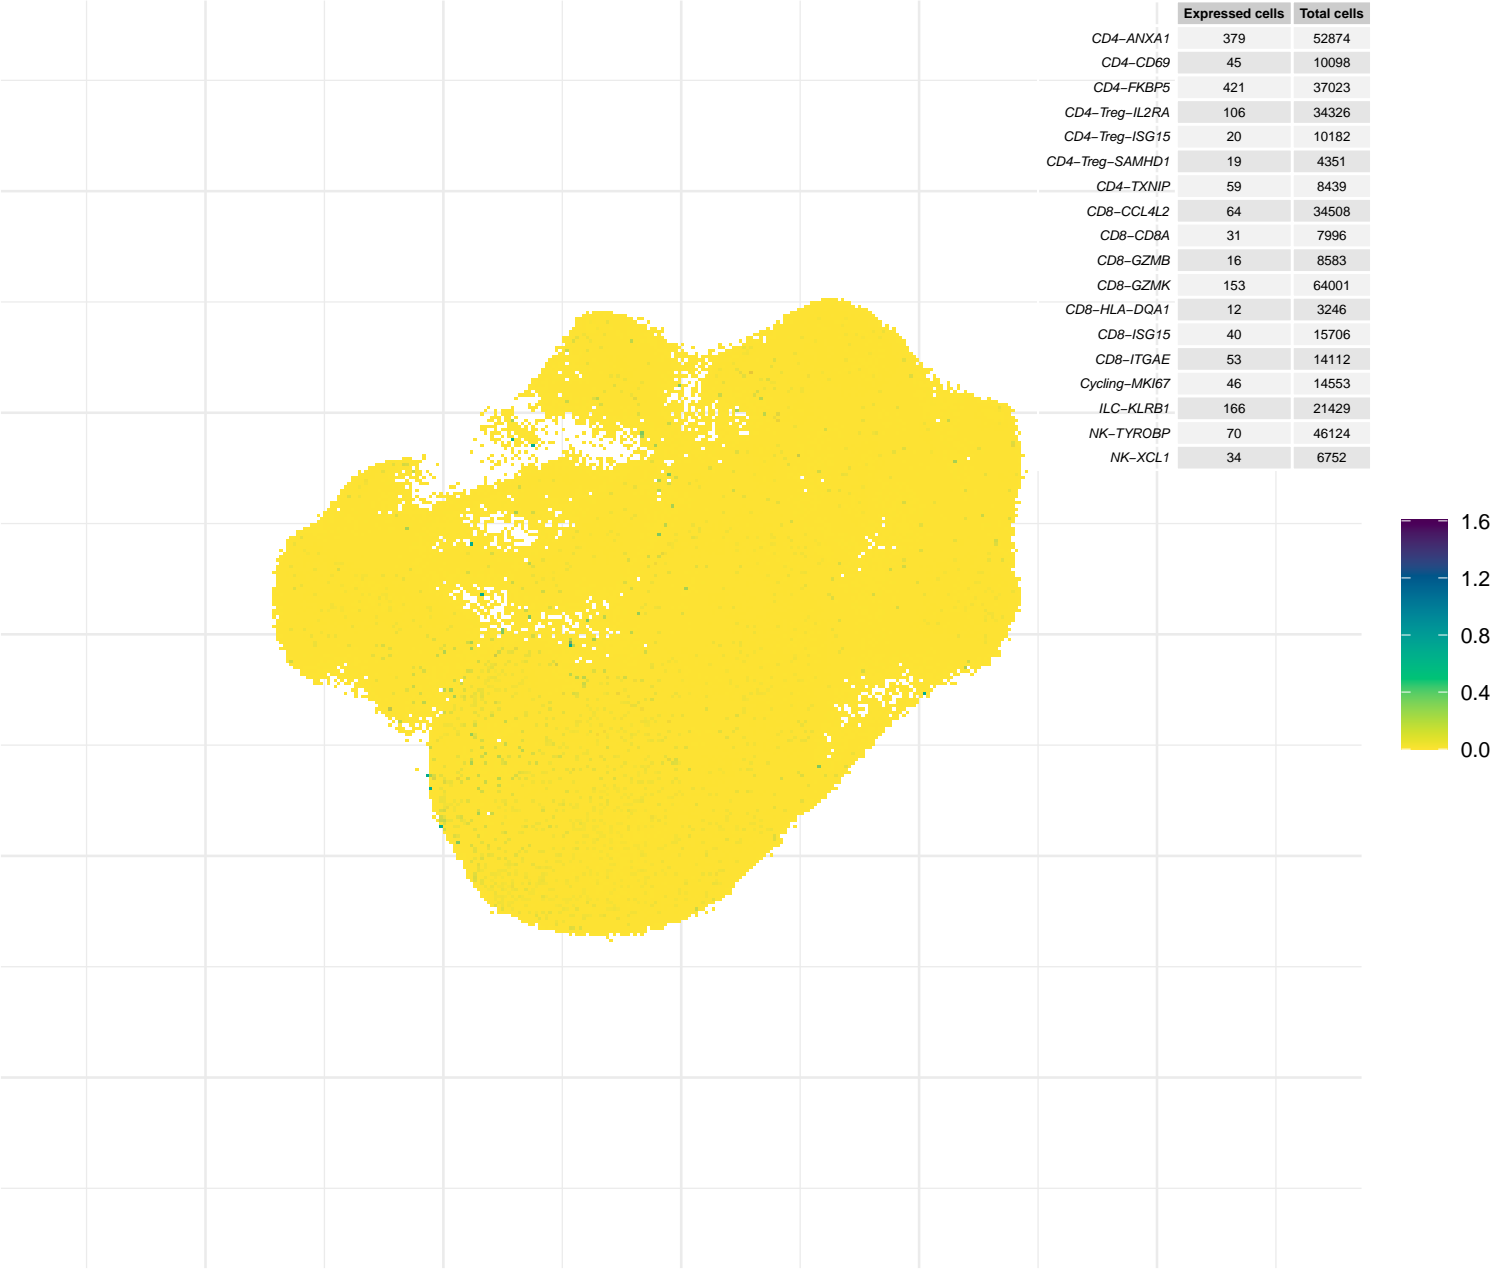 Expressed cells Total cells
CD4−ANXA1 379 52874
CD4−CD69 45 10098
CD4−FKBP5 421 37023
CD4−Treg−IL2RA 106 34326
CD4−Treg−ISG15 20 10182
CD4−Treg−SAMHD1 19 4351
CD4−TXNIP 59 8439
CD8−CCL4L2 64 34508
CD8−CD8A 31 7996
CD8−GZMB 16 8583
CD8−GZMK 153 64001
CD8−HLA−DQA1 12 3246
CD8−ISG15 40 15706
CD8−ITGAE 53 14112
Cycling−MKI67 46 14553
ILC−KLRB1 166 21429
NK−TYROBP 70 46124
NK−XCL1 34 6752
1.6
1.2
0.8
0.4
0.0